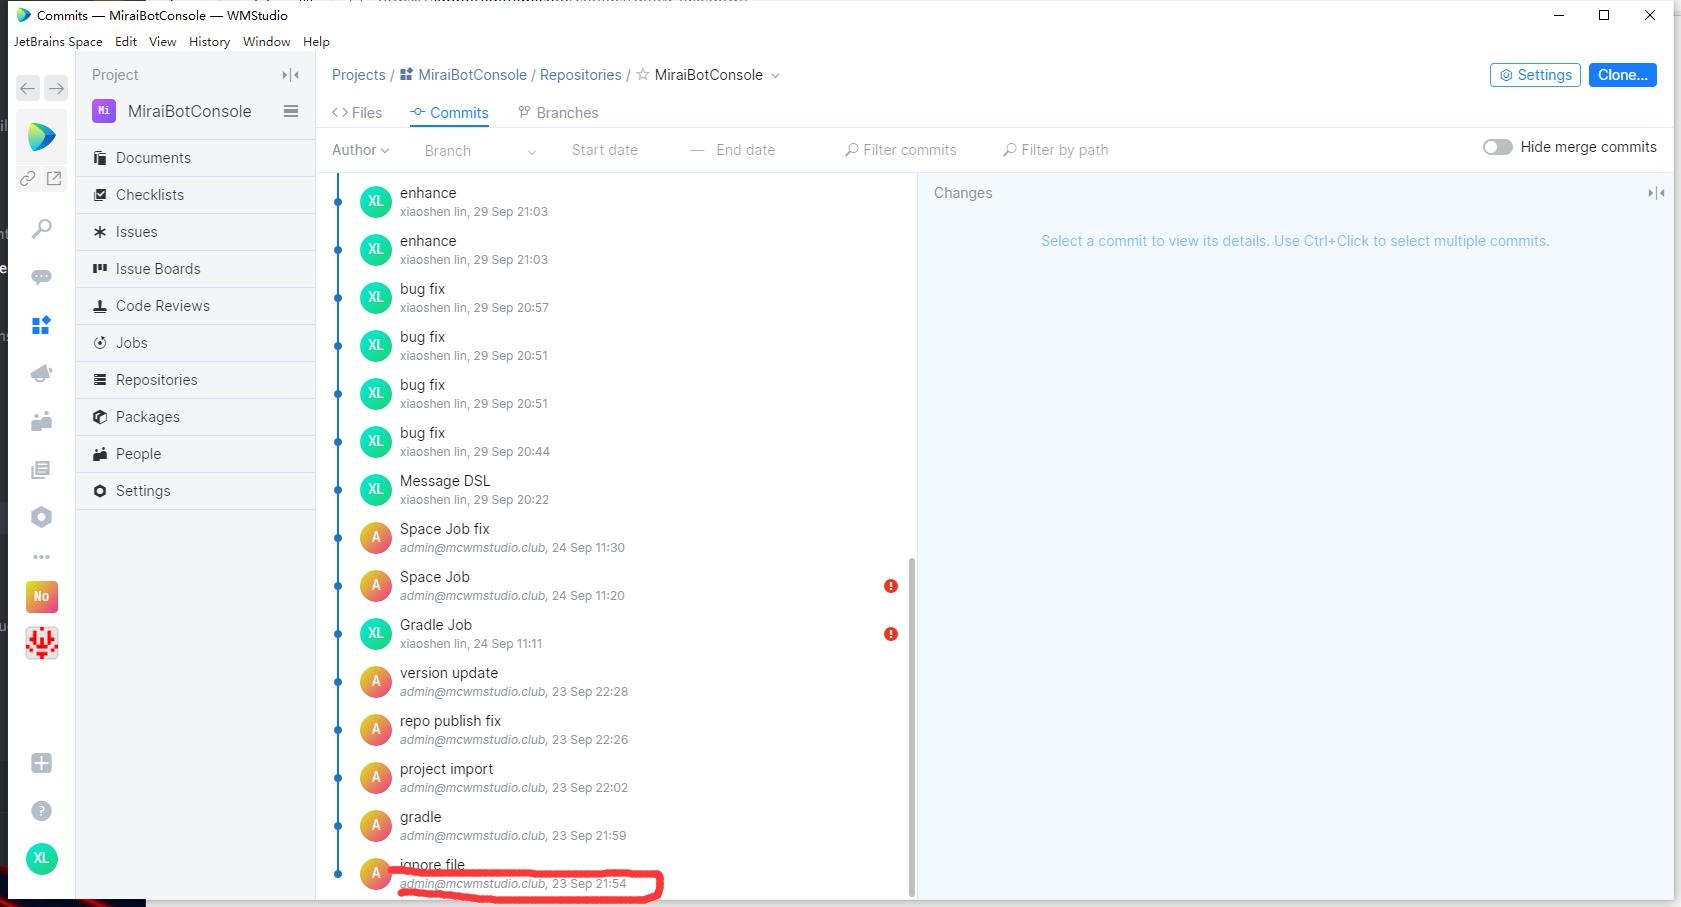 Commits — MiraiBotConsole — WMStudio
JetBrains Space Edit View History Window Help
Project
Mi MiraiBotConsole
Documents
Checklists
Issues
Issue Boards
Code Reviews
Jobs
Repositories
Packages
People
Settings
No
?
XL
Projects / MiraiBotConsole / Repositories / MiraiBotConsole
Settings Clone...
Files Commits Branches
Author Branch Start date — End date Filter commits Filter by path Hide merge commits
XL enhance
xiaoshen lin, 29 Sep 21:03
XL enhance
xiaoshen lin, 29 Sep 21:03
XL bug fix
xiaoshen lin, 29 Sep 20:57
XL bug fix
xiaoshen lin, 29 Sep 20:51
XL bug fix
xiaoshen lin, 29 Sep 20:51
XL bug fix
xiaoshen lin, 29 Sep 20:44
XL Message DSL
xiaoshen lin, 29 Sep 20:22
A Space Job fix
admin@mcwmstudio.club, 24 Sep 11:30
A Space Job
admin@mcwmstudio.club, 24 Sep 11:20
XL Gradle Job
xiaoshen lin, 24 Sep 11:11
A version update
admin@mcwmstudio.club, 23 Sep 22:28
A repo publish fix
admin@mcwmstudio.club, 23 Sep 22:26
A project import
admin@mcwmstudio.club, 23 Sep 22:02
A gradle
admin@mcwmstudio.club, 23 Sep 21:59
A ignore file
admin@mcwmstudio.club, 23 Sep 21:54
Changes
Select a commit to view its details. Use Ctrl+Click to select multiple commits.